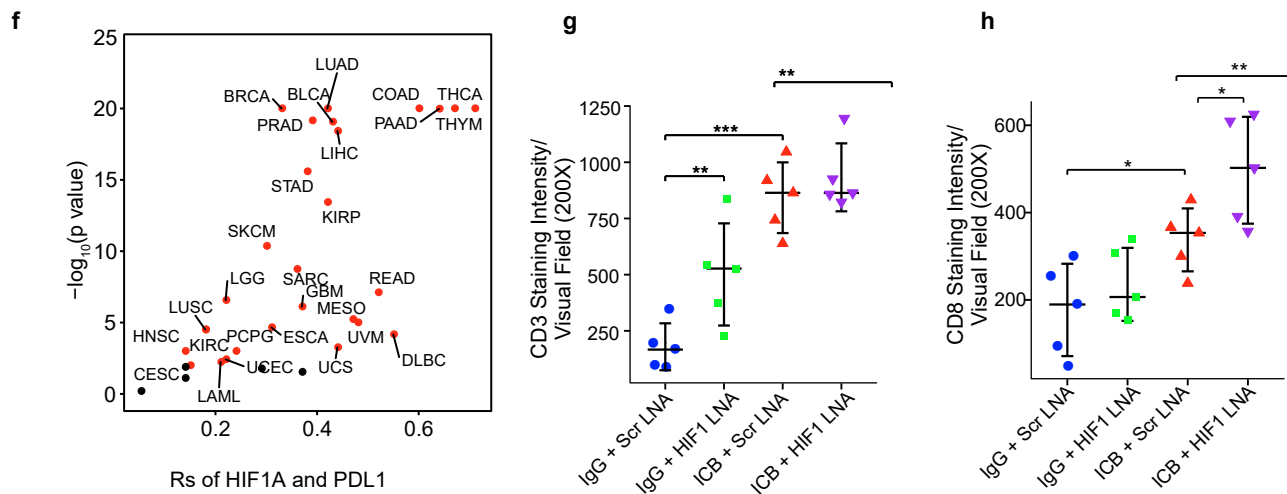 f
−log10(p value)
25
20
15
10
5
0
LUAD
BRCA
BLCA
COAD
THCA
PRAD
PAAD
THYM
LIHC
STAD
KIRP
SKCM
SARC
READ
LGG
GBM
LUSC
MESO
HNSC
KIRC
PCPG
ESCA
UVM
DLBC
CESC
UCEC
UCS
LAML
0.2
0.4
0.6
Rs of HIF1A and PDL1
g
CD3 Staining Intensity/
Visual Field (200X)
1250
1000
750
500
250
**
***
**
IgG + Scr LNA
IgG + HIF1 LNA
ICB + Scr LNA
ICB + HIF1 LNA
h
CD8 Staining Intensity/
Visual Field (200X)
600
400
200
**
*
*
IgG + Scr LNA
IgG + HIF1 LNA
ICB + Scr LNA
ICB + HIF1 LNA